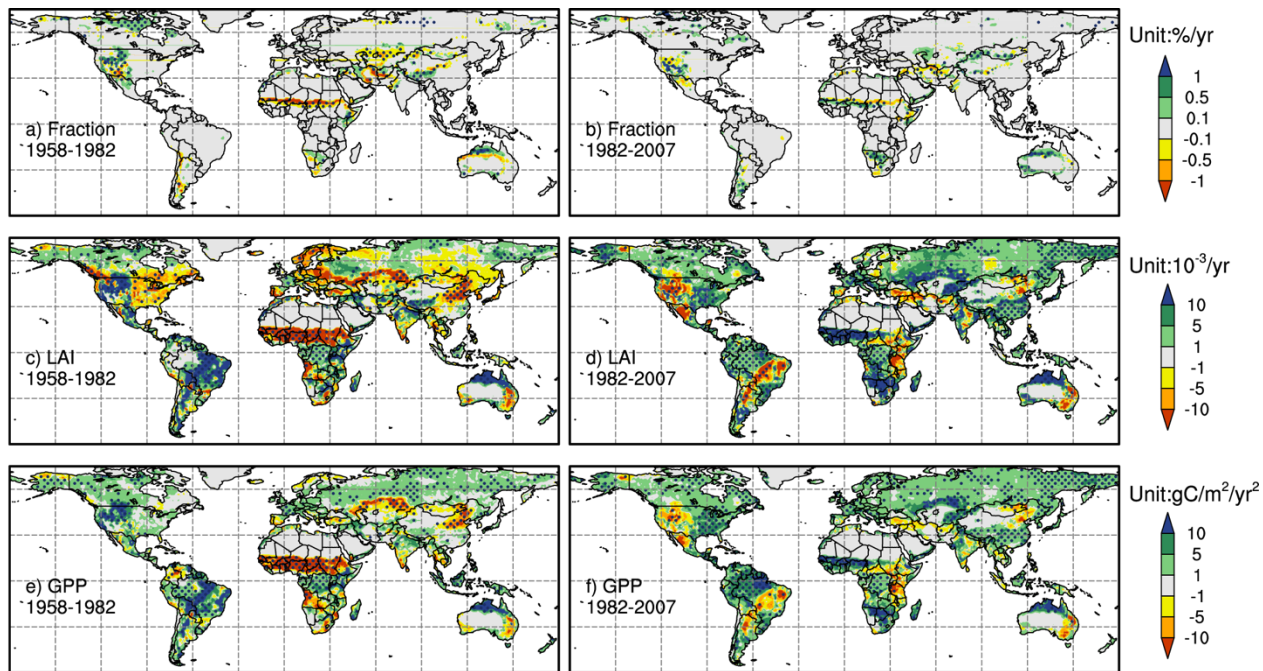 Unit:%/yr
1
0.5
0.1
-0.1
-0.5
-1
a) Fraction
1958-1982
b) Fraction
1982-2007
Unit:10⁻³/yr
10
5
1
-1
-5
-10
c) LAI
1958-1982
d) LAI
1982-2007
Unit:gC/m²/yr²
10
5
1
-1
-5
-10
e) GPP
1958-1982
f) GPP
1982-2007